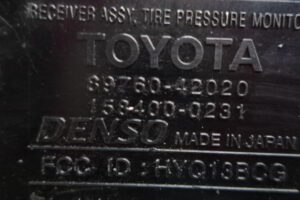 RECEIVER ASSY, TIRE PRESSURE MONITO
TOYOTA
89760-42020
158400-0231
DENSO MADE IN JAPAN
FCC ID : HYQ13BCG